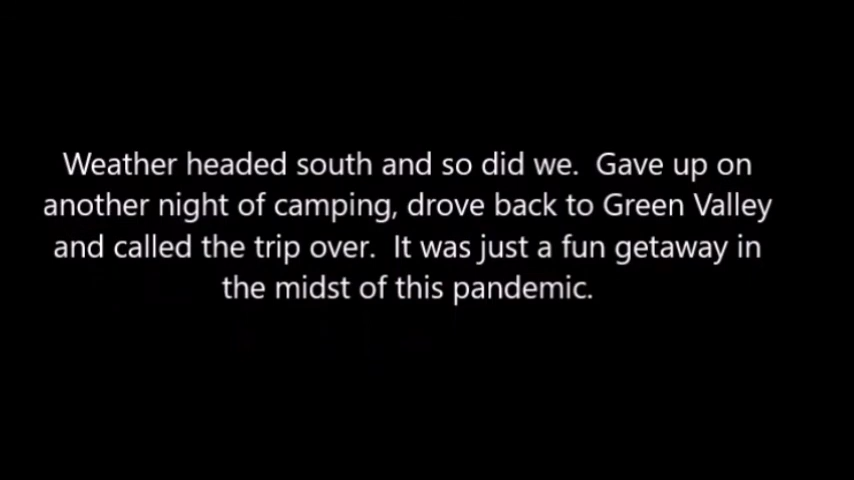 Weather headed south and so did we.  Gave up on
another night of camping, drove back to Green Valley
and called the trip over.  It was just a fun getaway in
the midst of this pandemic.